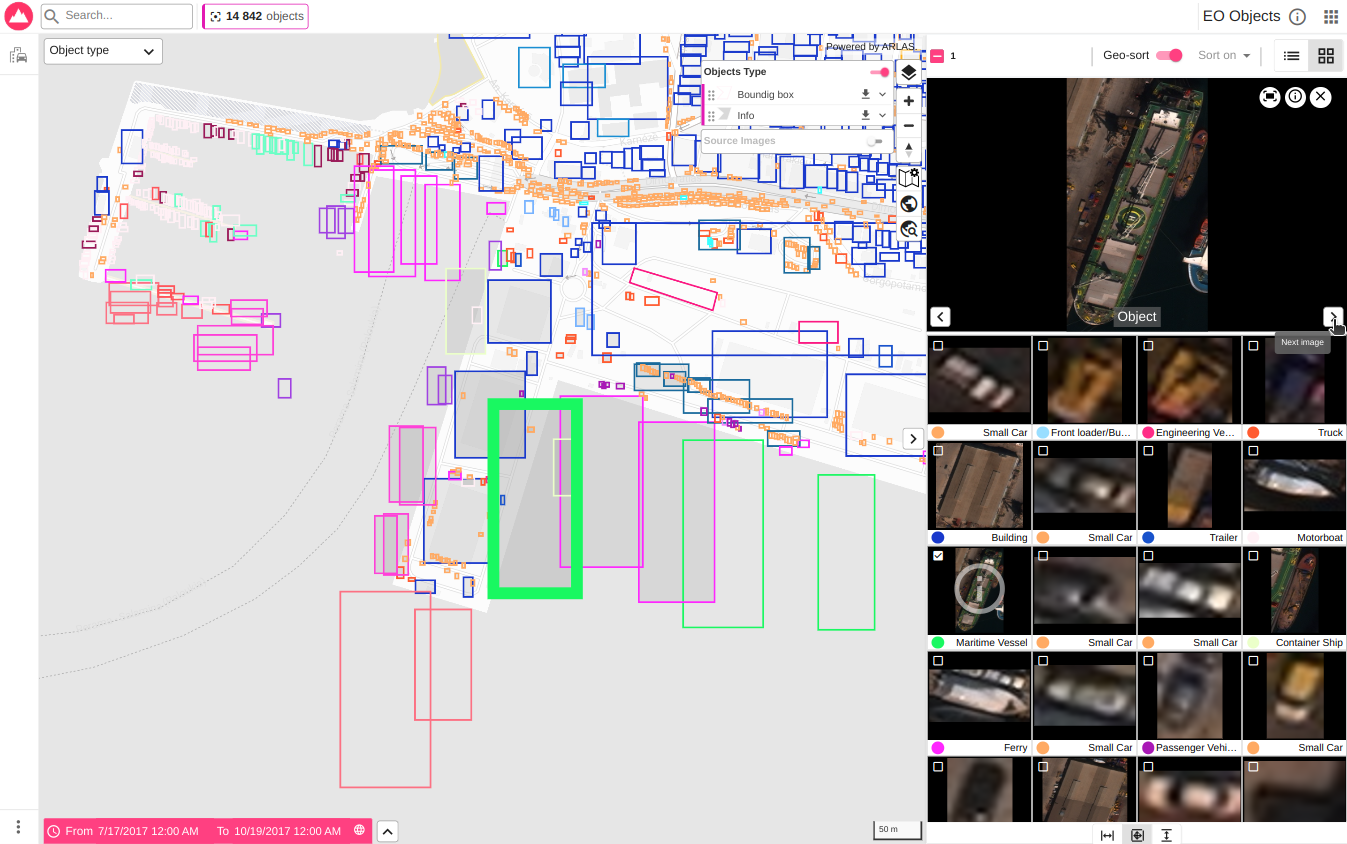 Search...
14 842 objects
EO Objects
Object type
Powered by ARLAS
1
Geo-sort
Sort on
Objects Type
Boundig box
Info
Source Images
Object
Next image
Small Car
Front loader/Bu...
Engineering Ve...
Truck
Building
Small Car
Trailer
Motorboat
Maritime Vessel
Small Car
Small Car
Container Ship
Ferry
Small Car
Passenger Vehi...
Small Car
From 7/17/2017 12:00 AM To 10/19/2017 12:00 AM
50 m